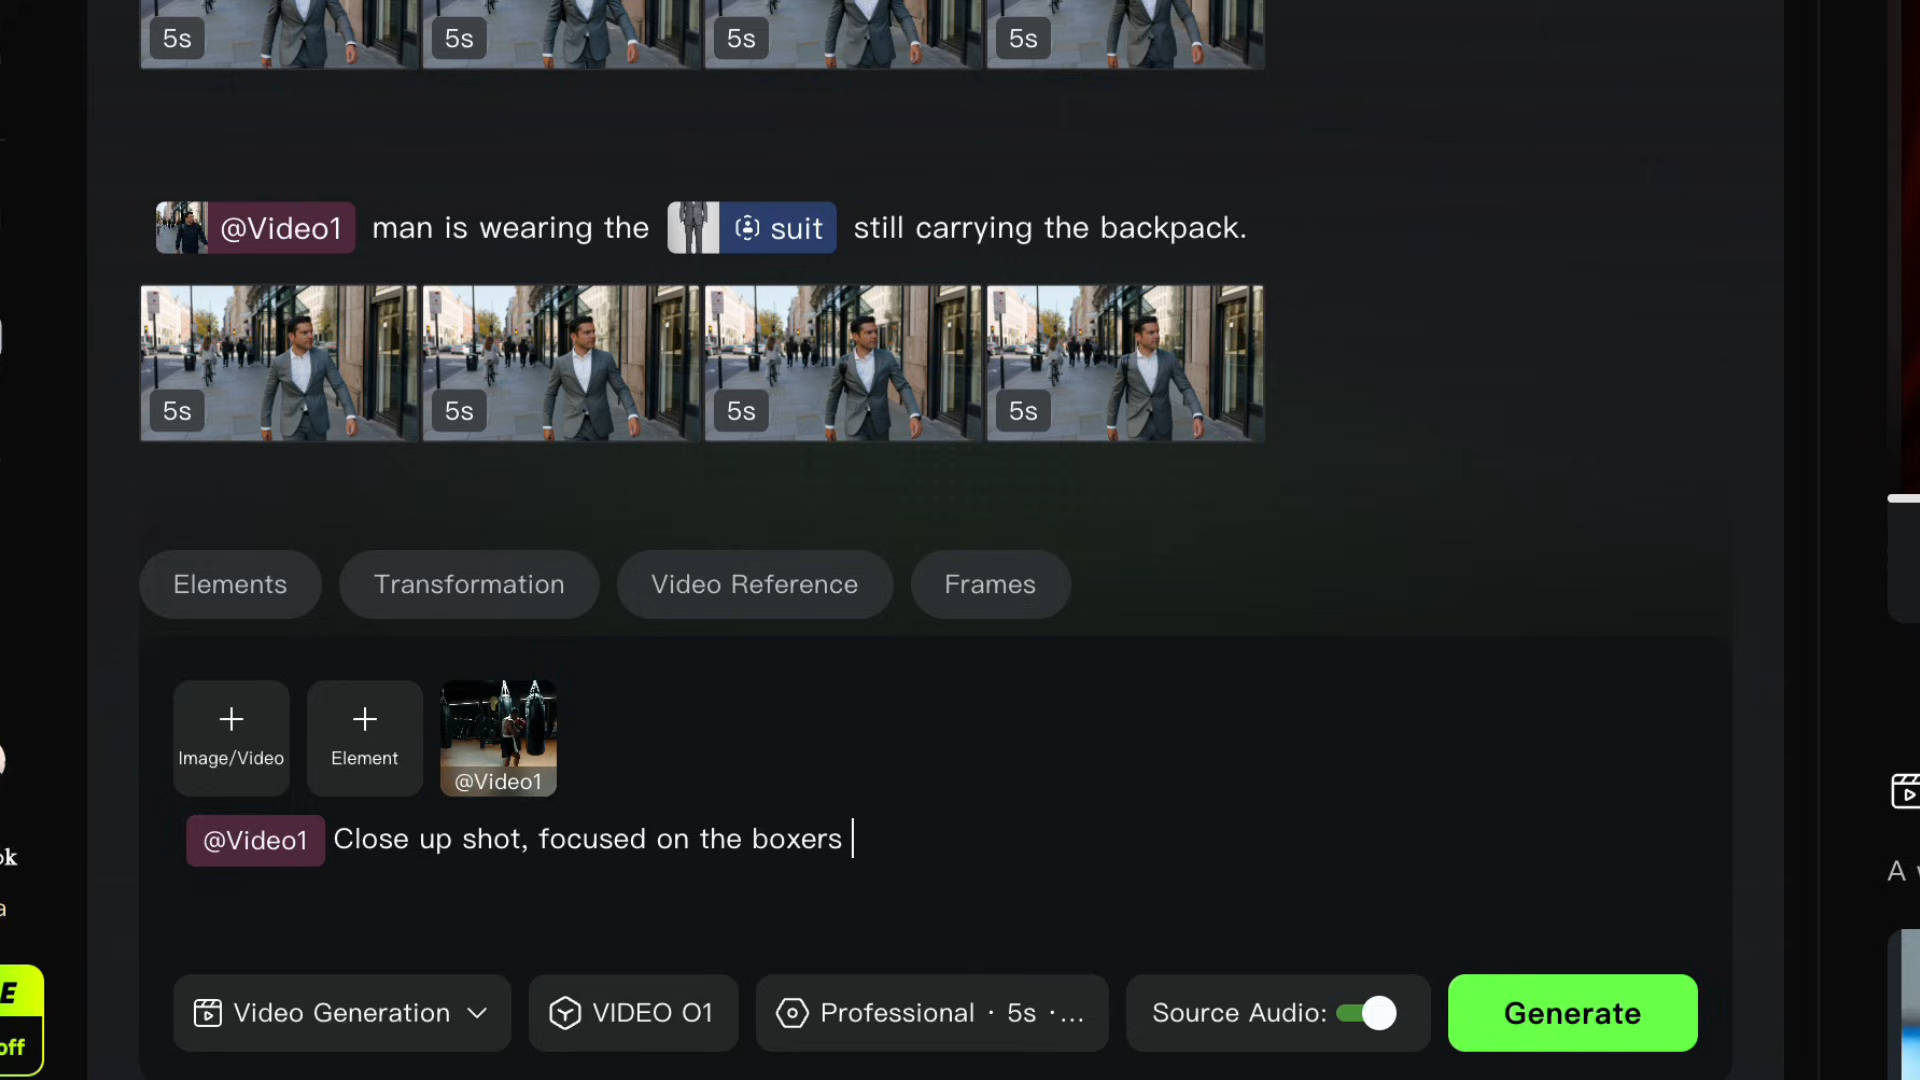 5s 5s 5s 5s
@Video1 man is wearing the suit still carrying the backpack.
5s 5s 5s 5s
Elements Transformation Video Reference Frames
Image/Video Element @Video1
@Video1 Close up shot, focused on the boxers
ok
a
A
E
off
Video Generation VIDEO O1 Professional · 5s ·... Source Audio: Generate